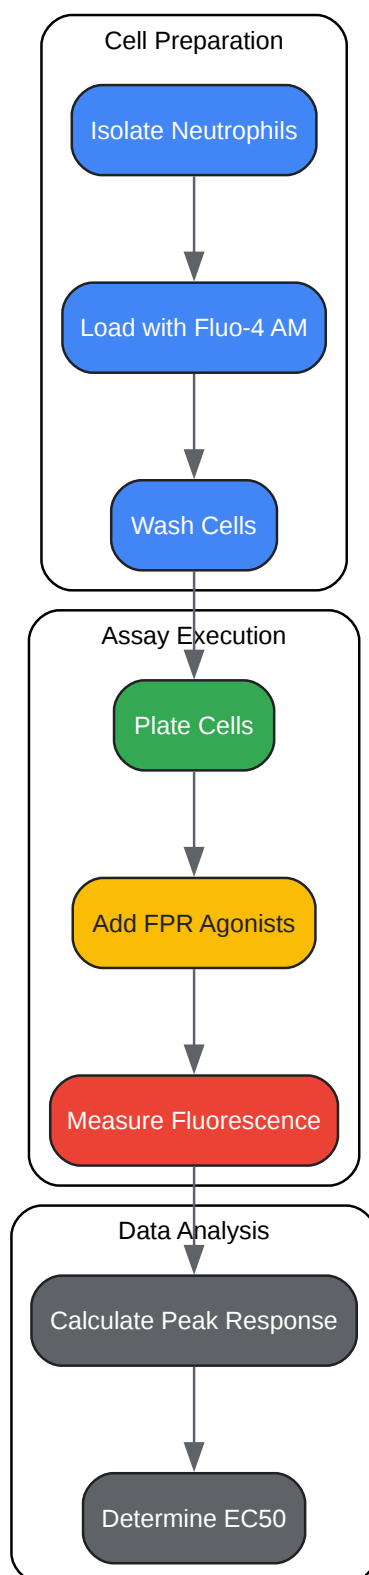 Cell Preparation
Isolate Neutrophils
Load with Fluo-4 AM
Wash Cells
Assay Execution
Plate Cells
Add FPR Agonists
Measure Fluorescence
Data Analysis
Calculate Peak Response
Determine EC50